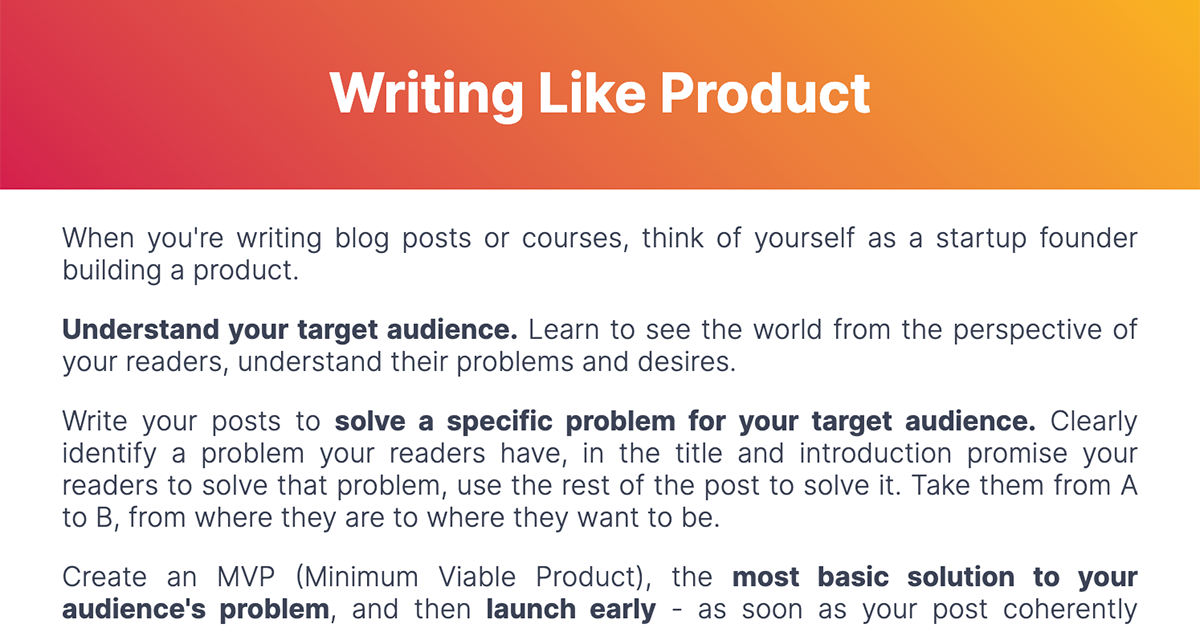 Writing Like Product
When you're writing blog posts or courses, think of yourself as a startup founder
building a product.
Understand your target audience. Learn to see the world from the perspective of
your readers, understand their problems and desires.
Write your posts to solve a specific problem for your target audience. Clearly
identify a problem your readers have, in the title and introduction promise your
readers to solve that problem, use the rest of the post to solve it. Take them from A
to B, from where they are to where they want to be.
Create an MVP (Minimum Viable Product), the most basic solution to your
audience's problem, and then launch early - as soon as your post coherently